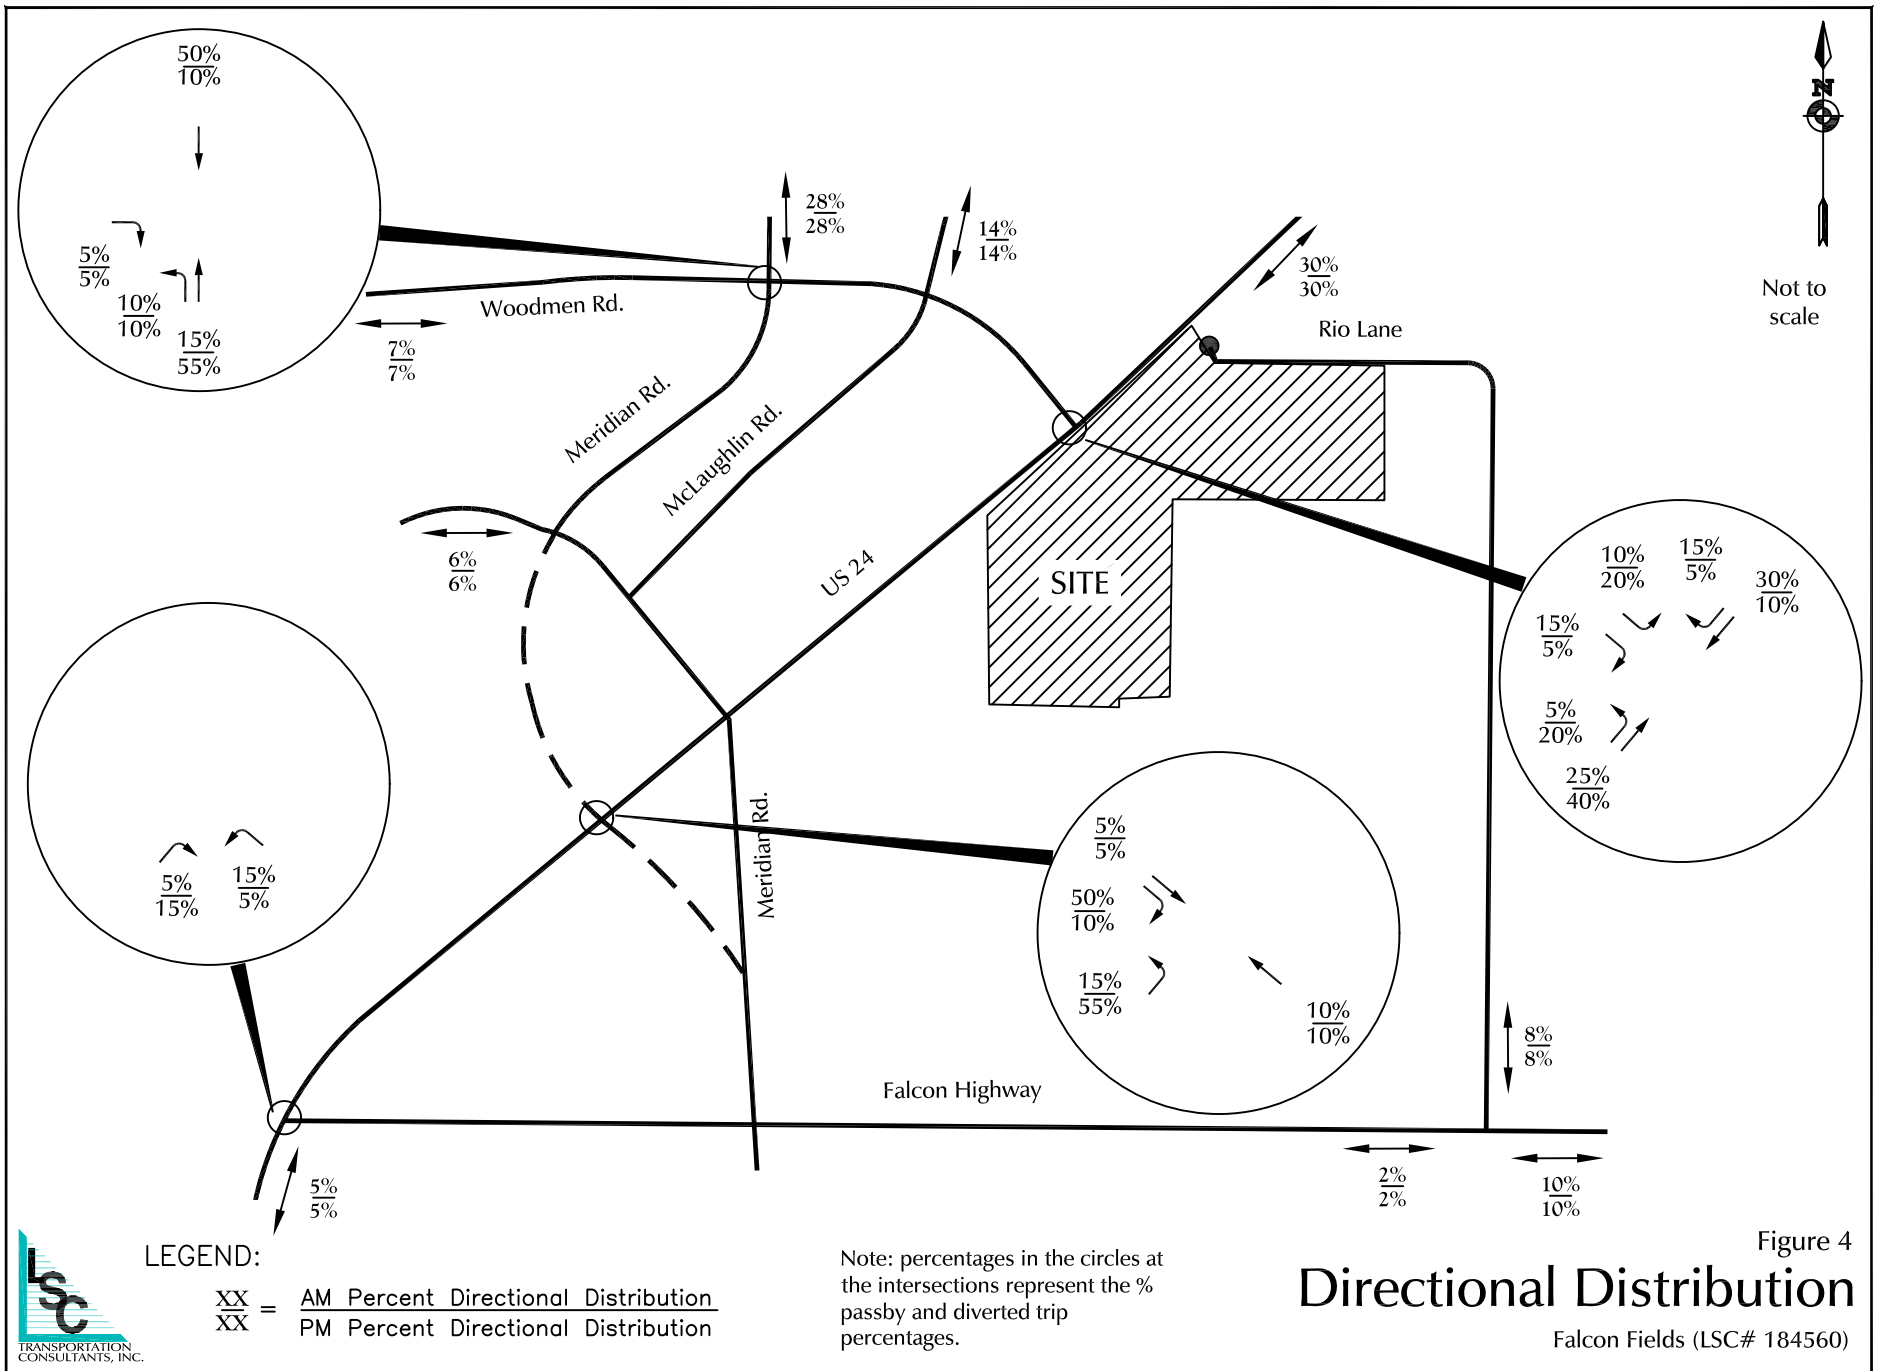 50%
10%
5%
5%
10%
10%
15%
55%
28%
28%
14%
14%
30%
30%
N
Not to
scale
Woodmen Rd.
7%
7%
Rio Lane
Meridian Rd.
McLaughlin Rd.
US 24
6%
6%
SITE
10%
20%
15%
5%
30%
10%
15%
5%
5%
20%
25%
40%
5%
15%
15%
5%
Meridian Rd.
5%
5%
50%
10%
15%
55%
10%
10%
8%
8%
Falcon Highway
2%
2%
10%
10%
5%
5%
LSC
TRANSPORTATION
CONSULTANTS, INC.
LEGEND:
XX = AM Percent Directional Distribution
XX PM Percent Directional Distribution
Note: percentages in the circles at
the intersections represent the %
passby and diverted trip
percentages.
Figure 4
Directional Distribution
Falcon Fields (LSC# 184560)